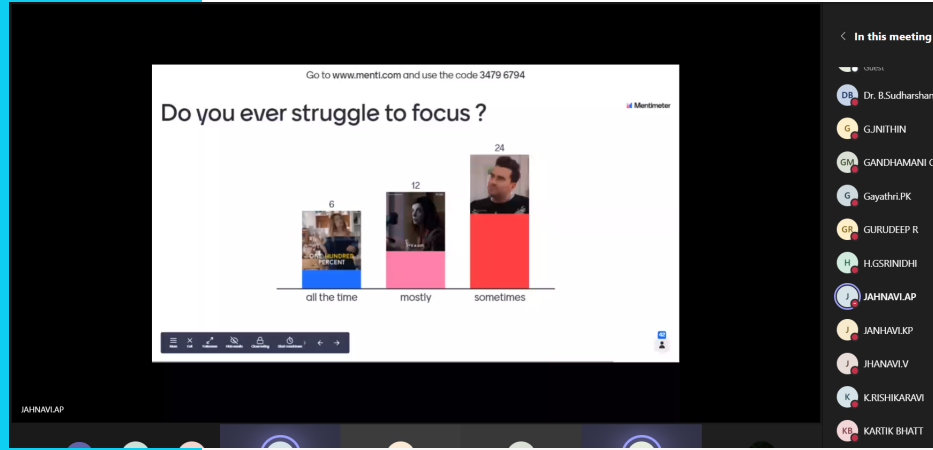 In this meeting
Guest
Go to www.menti.com and use the code 3479 6794
Mentimeter
Do you ever struggle to focus ?
24
12
6
ONE HUNDRED
PERCENT
all the time
mostly
sometimes
42
JAHNAVI.AP
DB
Dr. B.Sudharshan
G
G.JNITHIN
GM
GANDHAMANI
G
Gayathri.PK
GR
GURUDEEP R
H
H.GSRINIDHI
J
JAHNAVI.AP
J
JANHAVI.KP
J
JHANAVI.V
K
K.RISHIKARAVI
KB
KARTIK BHATT